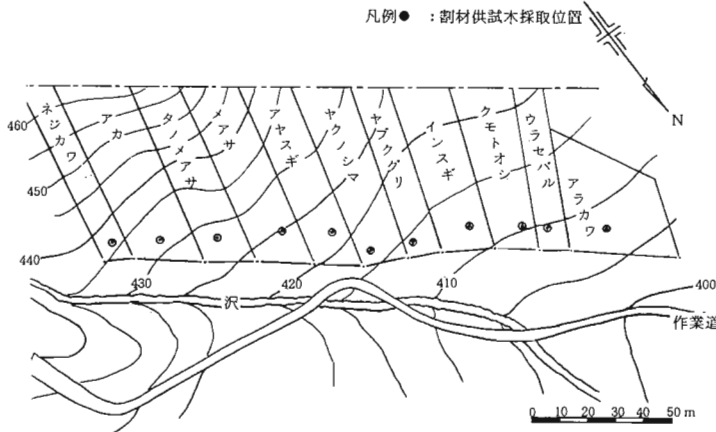 凡例● ：割材供試木採取位置
N
ネジカワ
アカ
タノメアサ
メアサ
アヤスギ
ヤクノシマ
ヤブクグリ
インスギ
クモトオシ
ウラセバル
アラカワ
460
450
440
430
420
410
400
沢
作業道
0 10 20 30 40 50 m